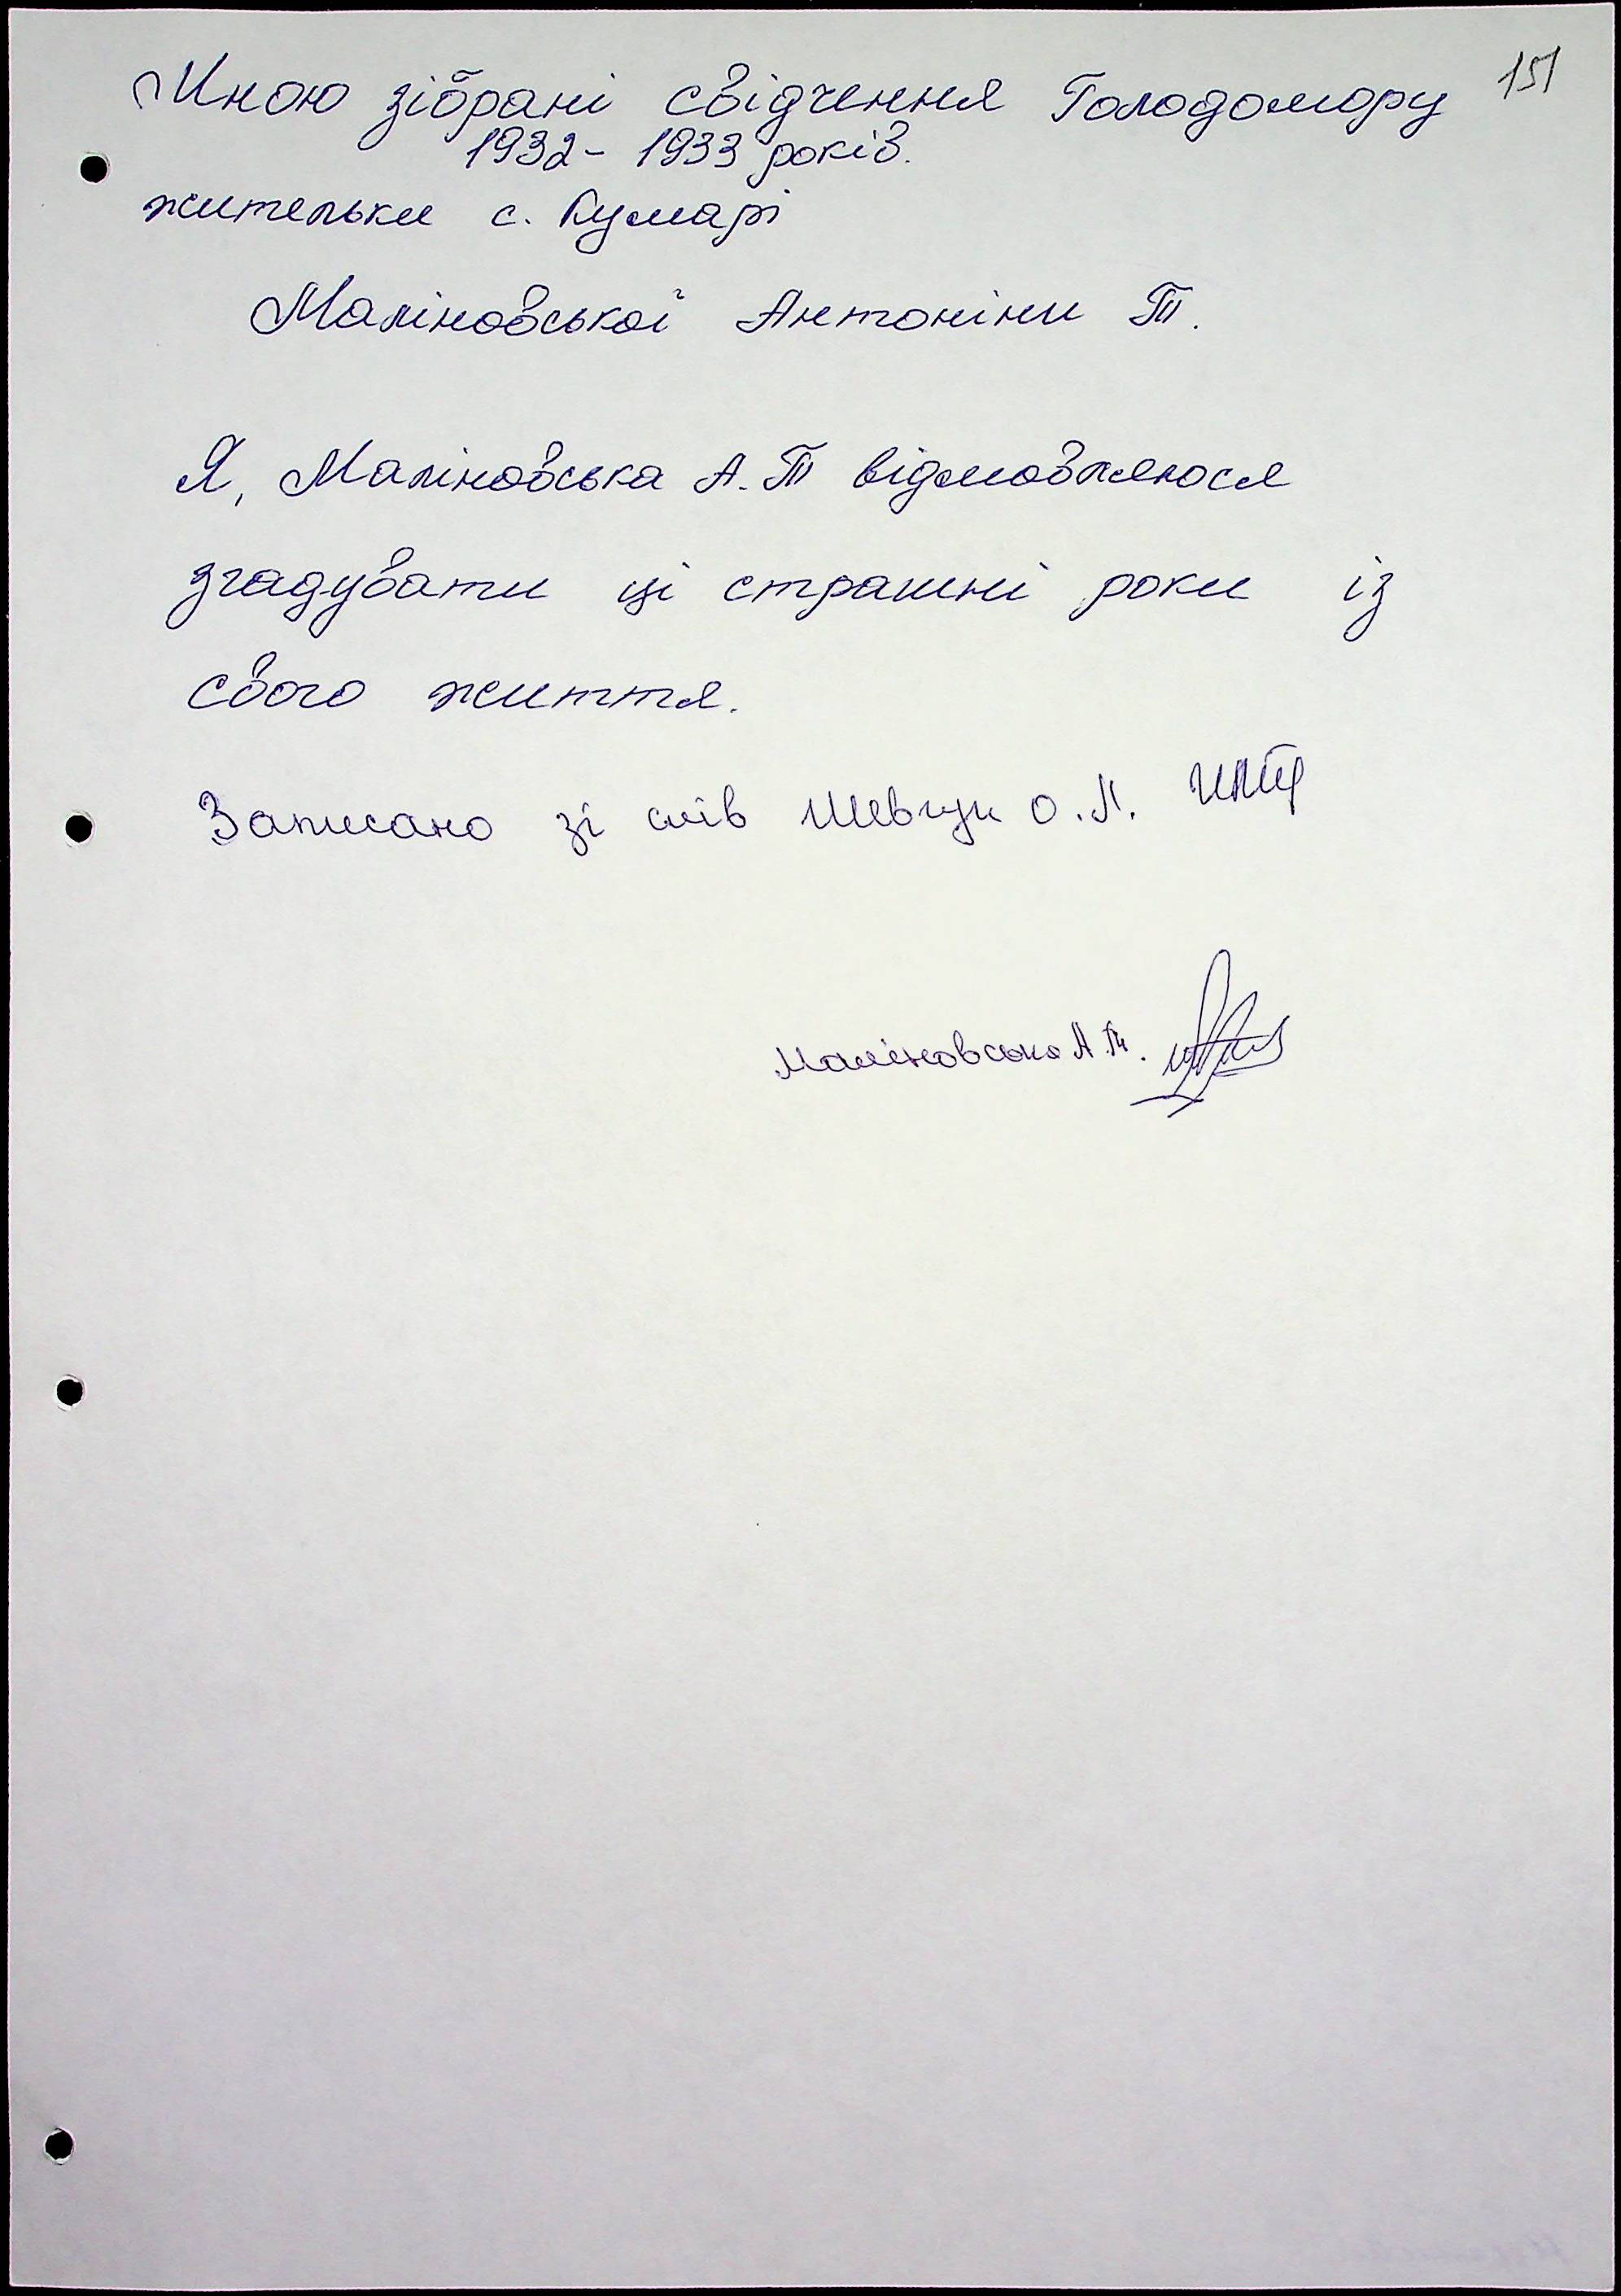 151
Мною зібрані свідчення Голодомору
1932- 1933 років.
жительки с. Кумарі
Маліновської Антоніни Т.
Я, Маліновська А. Т відмовляюся
згадувати ці страшні роки із
свого життя.
Записано зі слів Шевчук О. Л.
Маліновська А. Т.